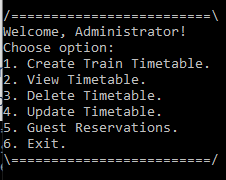 /=========================\
Welcome, Administrator!
Choose option:
1. Create Train Timetable.
2. View Timetable.
3. Delete Timetable.
4. Update Timetable.
5. Guest Reservations.
6. Exit.
\=========================/